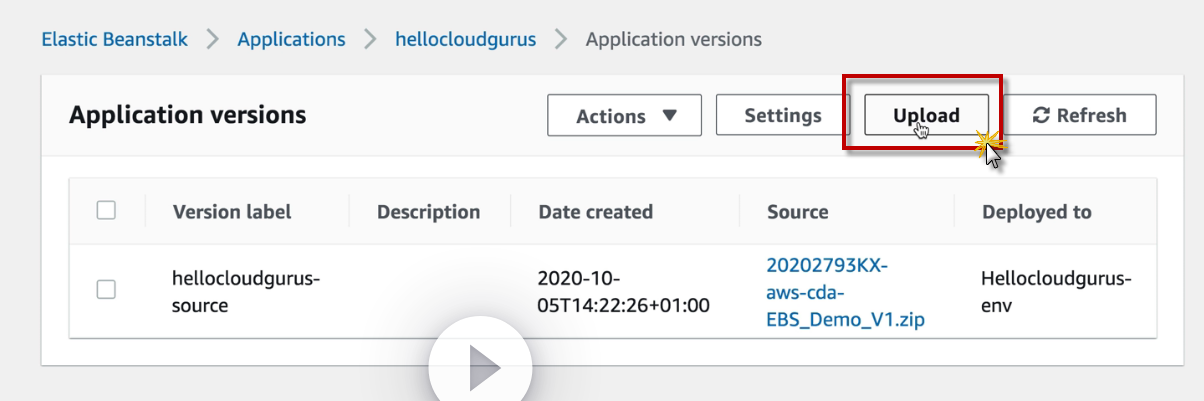 Elastic Beanstalk > Applications > hellocloudgurus > Application versions
Application versions Actions ▼ Settings Upload Refresh
Version label Description Date created Source Deployed to
hellocloudgurus-
source
2020-10-
05T14:22:26+01:00
20202793KX-
aws-cda-
EBS_Demo_V1.zip
Hellocloudgurus-
env